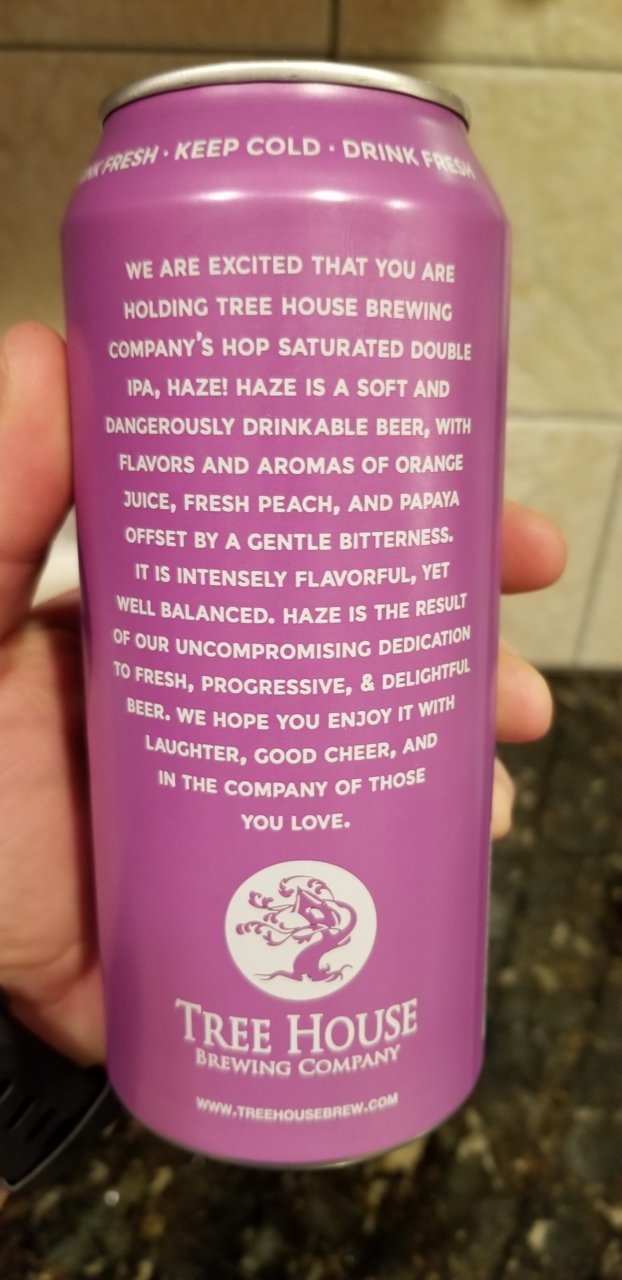 DRINK FRESH · KEEP COLD · DRINK FRESH
WE ARE EXCITED THAT YOU ARE
HOLDING TREE HOUSE BREWING
COMPANY'S HOP SATURATED DOUBLE
IPA, HAZE! HAZE IS A SOFT AND
DANGEROUSLY DRINKABLE BEER, WITH
FLAVORS AND AROMAS OF ORANGE
JUICE, FRESH PEACH, AND PAPAYA
OFFSET BY A GENTLE BITTERNESS.
IT IS INTENSELY FLAVORFUL, YET
WELL BALANCED. HAZE IS THE RESULT
OF OUR UNCOMPROMISING DEDICATION
TO FRESH, PROGRESSIVE, & DELIGHTFUL
BEER. WE HOPE YOU ENJOY IT WITH
LAUGHTER, GOOD CHEER, AND
IN THE COMPANY OF THOSE
YOU LOVE.
TREE HOUSE
BREWING COMPANY
WWW.TREEHOUSEBREW.COM